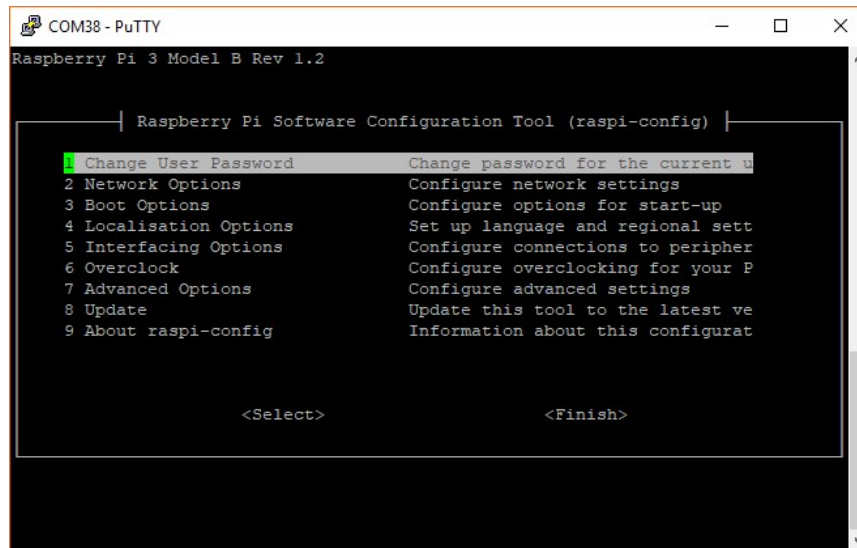 COM38 - PuTTY
Raspberry Pi 3 Model B Rev 1.2
Raspberry Pi Software Configuration Tool (raspi-config)
1 Change User Password Change password for the current u
2 Network Options Configure network settings
3 Boot Options Configure options for start-up
4 Localisation Options Set up language and regional sett
5 Interfacing Options Configure connections to peripher
6 Overclock Configure overclocking for your P
7 Advanced Options Configure advanced settings
8 Update Update this tool to the latest ve
9 About raspi-config Information about this configurat
<Select> <Finish>